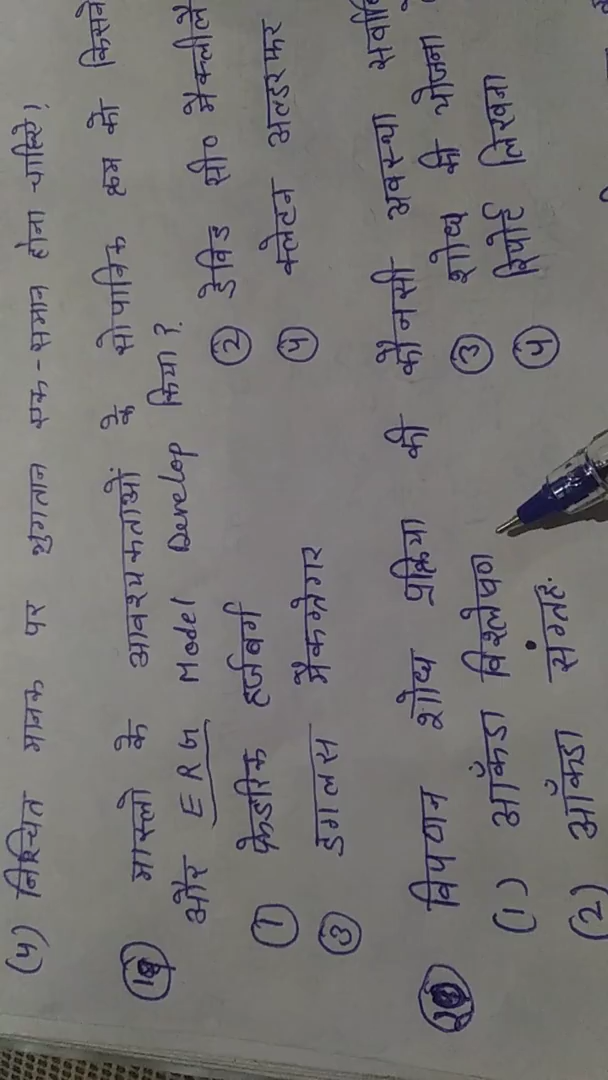 (4) निश्चित मानक पर भुगतान एक-समान होना चाहिए?
(19) मास्लो के आवश्यकताओं के सोपानिक क्रम को किसने
और ERG Model Develop किया?
(1) फेडरिक हर्जबर्ग (2) डेविड सी० मैक्लीलै
(3) डगलस मैकग्रेगर (4) क्लेटन अल्डरफर
विपणन शोध प्रक्रिया की कौनसी अवस्था
(1) आकंडा विश्लेषण (3) शोध की योजना
(2) आंकडा संग्रह. (4) रिपोर्ट लिखना